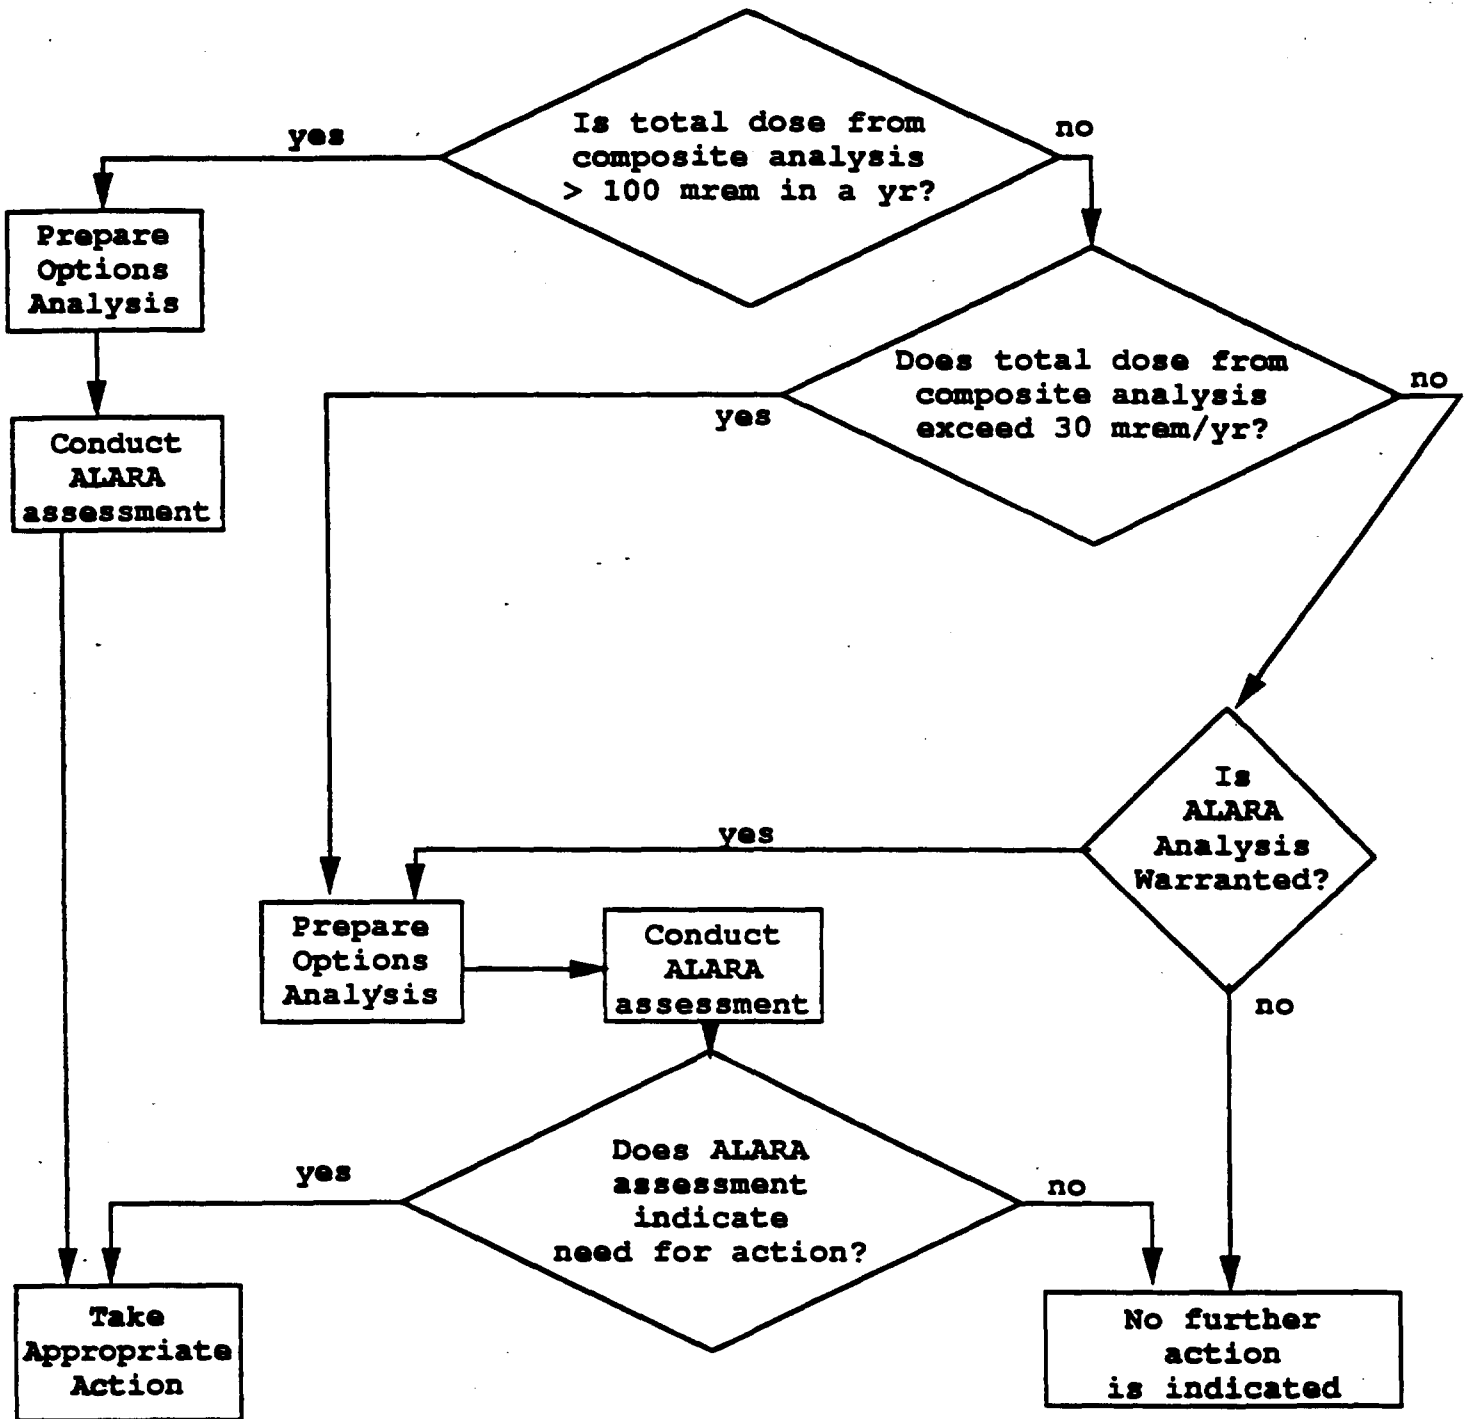 Is total dose from
composite analysis
> 100 mrem in a yr?
yes
no
Prepare
Options
Analysis
Does total dose from
composite analysis
exceed 30 mrem/yr?
yes
no
Conduct
ALARA
assessment
Is
ALARA
Analysis
Warranted?
yes
no
Prepare
Options
Analysis
Conduct
ALARA
assessment
Does ALARA
assessment
indicate
need for action?
yes
no
Take
Appropriate
Action
No further
action
is indicated